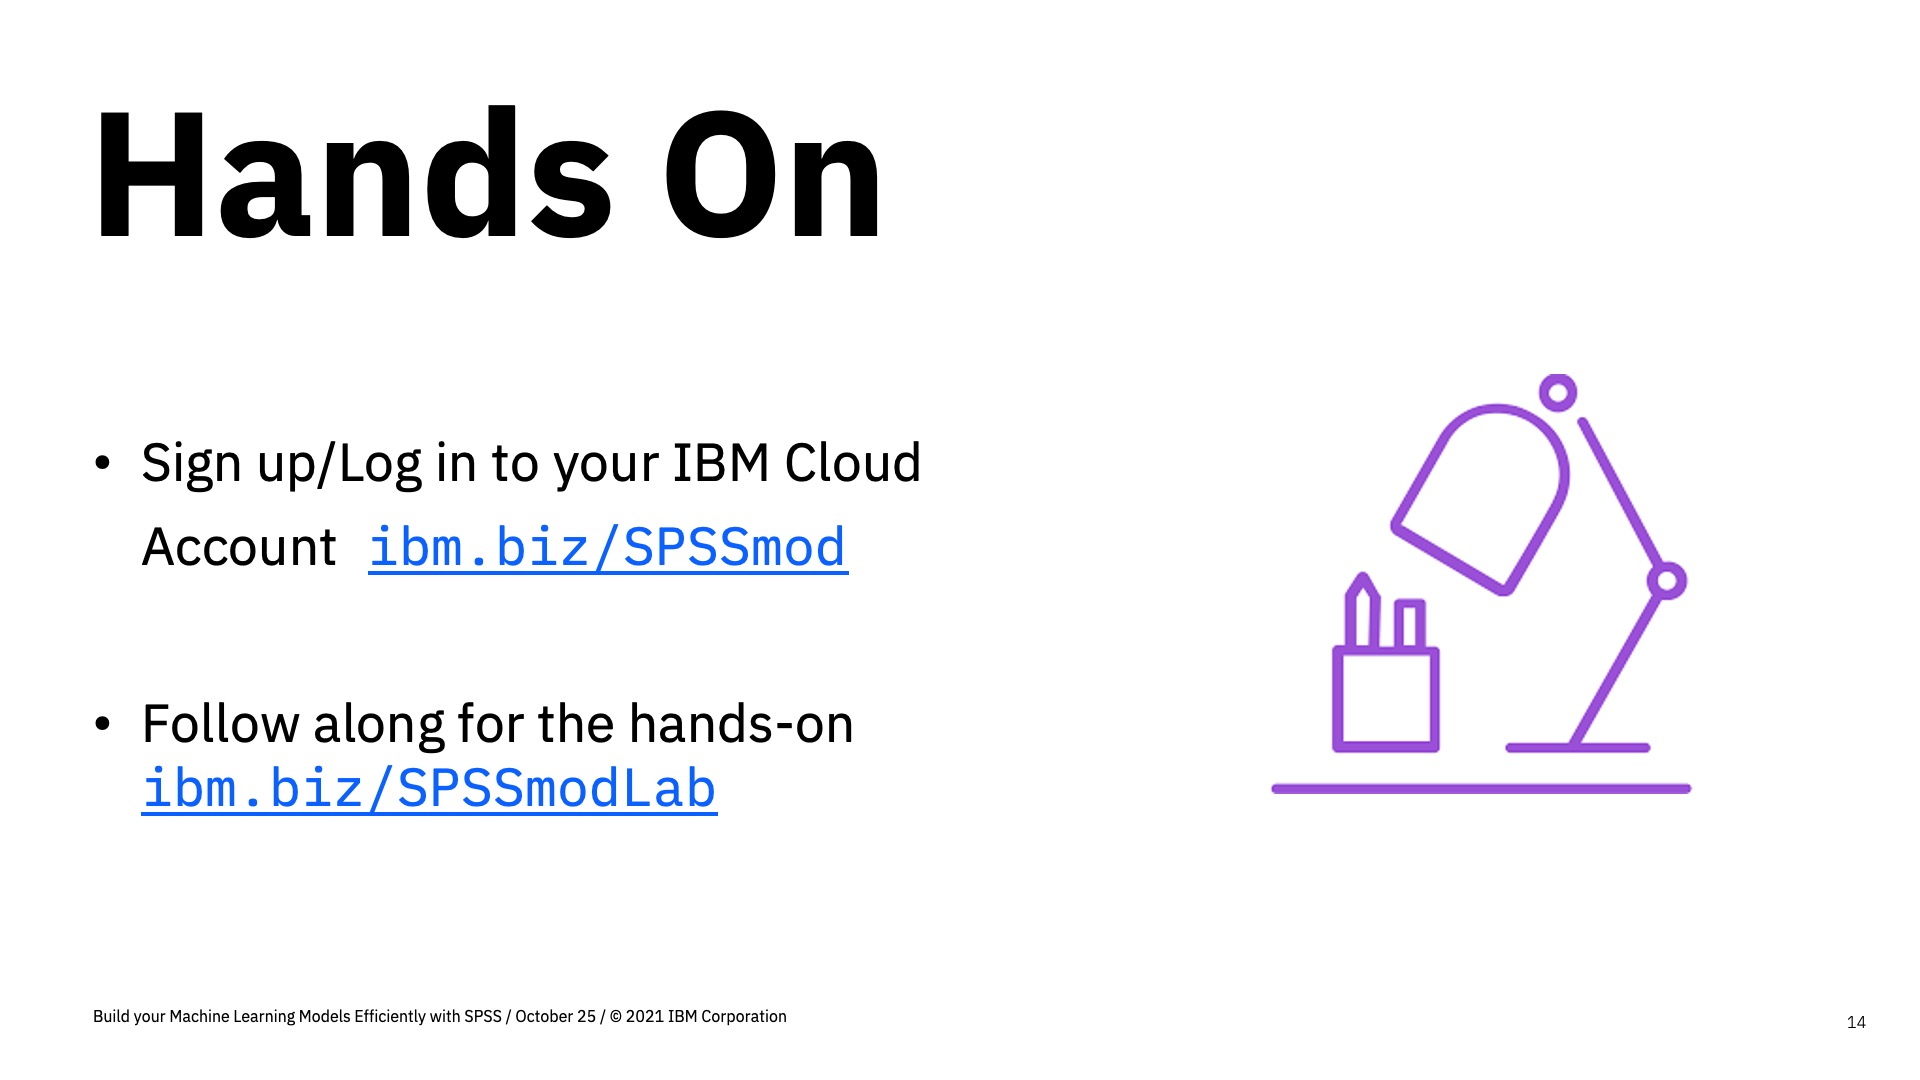 Hands On
• Sign up/Log in to your IBM Cloud
Account ibm.biz/SPSSmod
• Follow along for the hands-on
ibm.biz/SPSSmodLab
Build your Machine Learning Models Efficiently with SPSS / October 25 / © 2021 IBM Corporation
14